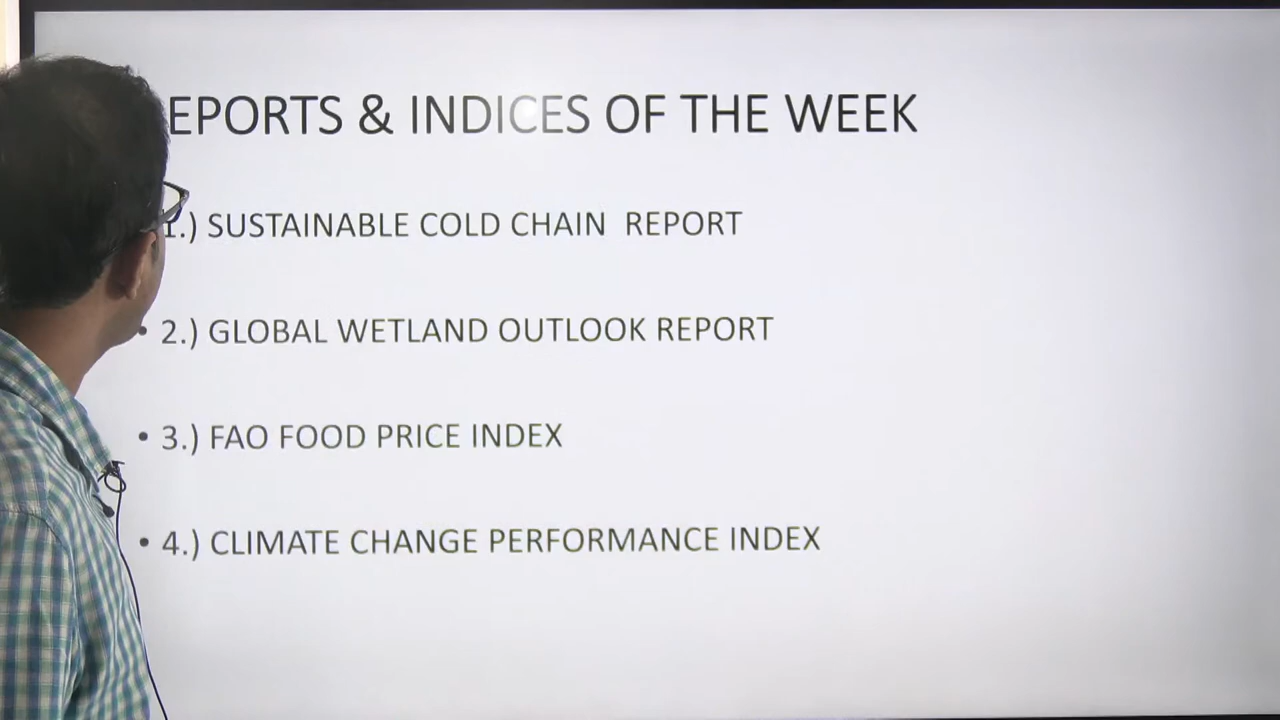 EPORTS & INDICES OF THE WEEK
1.) SUSTAINABLE COLD CHAIN REPORT
• 2.) GLOBAL WETLAND OUTLOOK REPORT
• 3.) FAO FOOD PRICE INDEX
• 4.) CLIMATE CHANGE PERFORMANCE INDEX